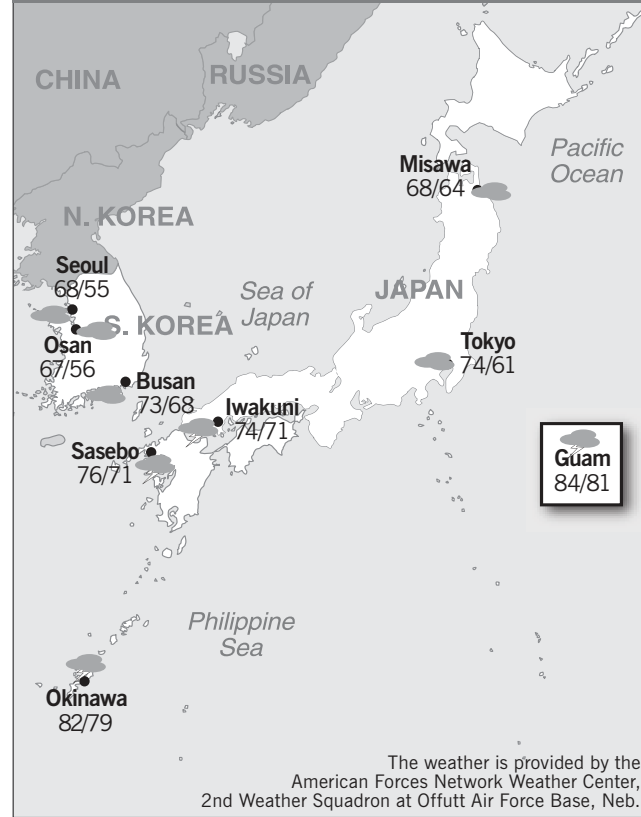 CHINA
RUSSIA
Pacific
Ocean
Misawa
68/64
N. KOREA
Seoul
68/55
Sea of
Japan
JAPAN
S. KOREA
Osan
67/56
Tokyo
74/61
Busan
73/68
Iwakuni
74/71
Sasebo
76/71
Guam
84/81
Philippine
Sea
Okinawa
82/79
The weather is provided by the
American Forces Network Weather Center,
2nd Weather Squadron at Offutt Air Force Base, Neb.